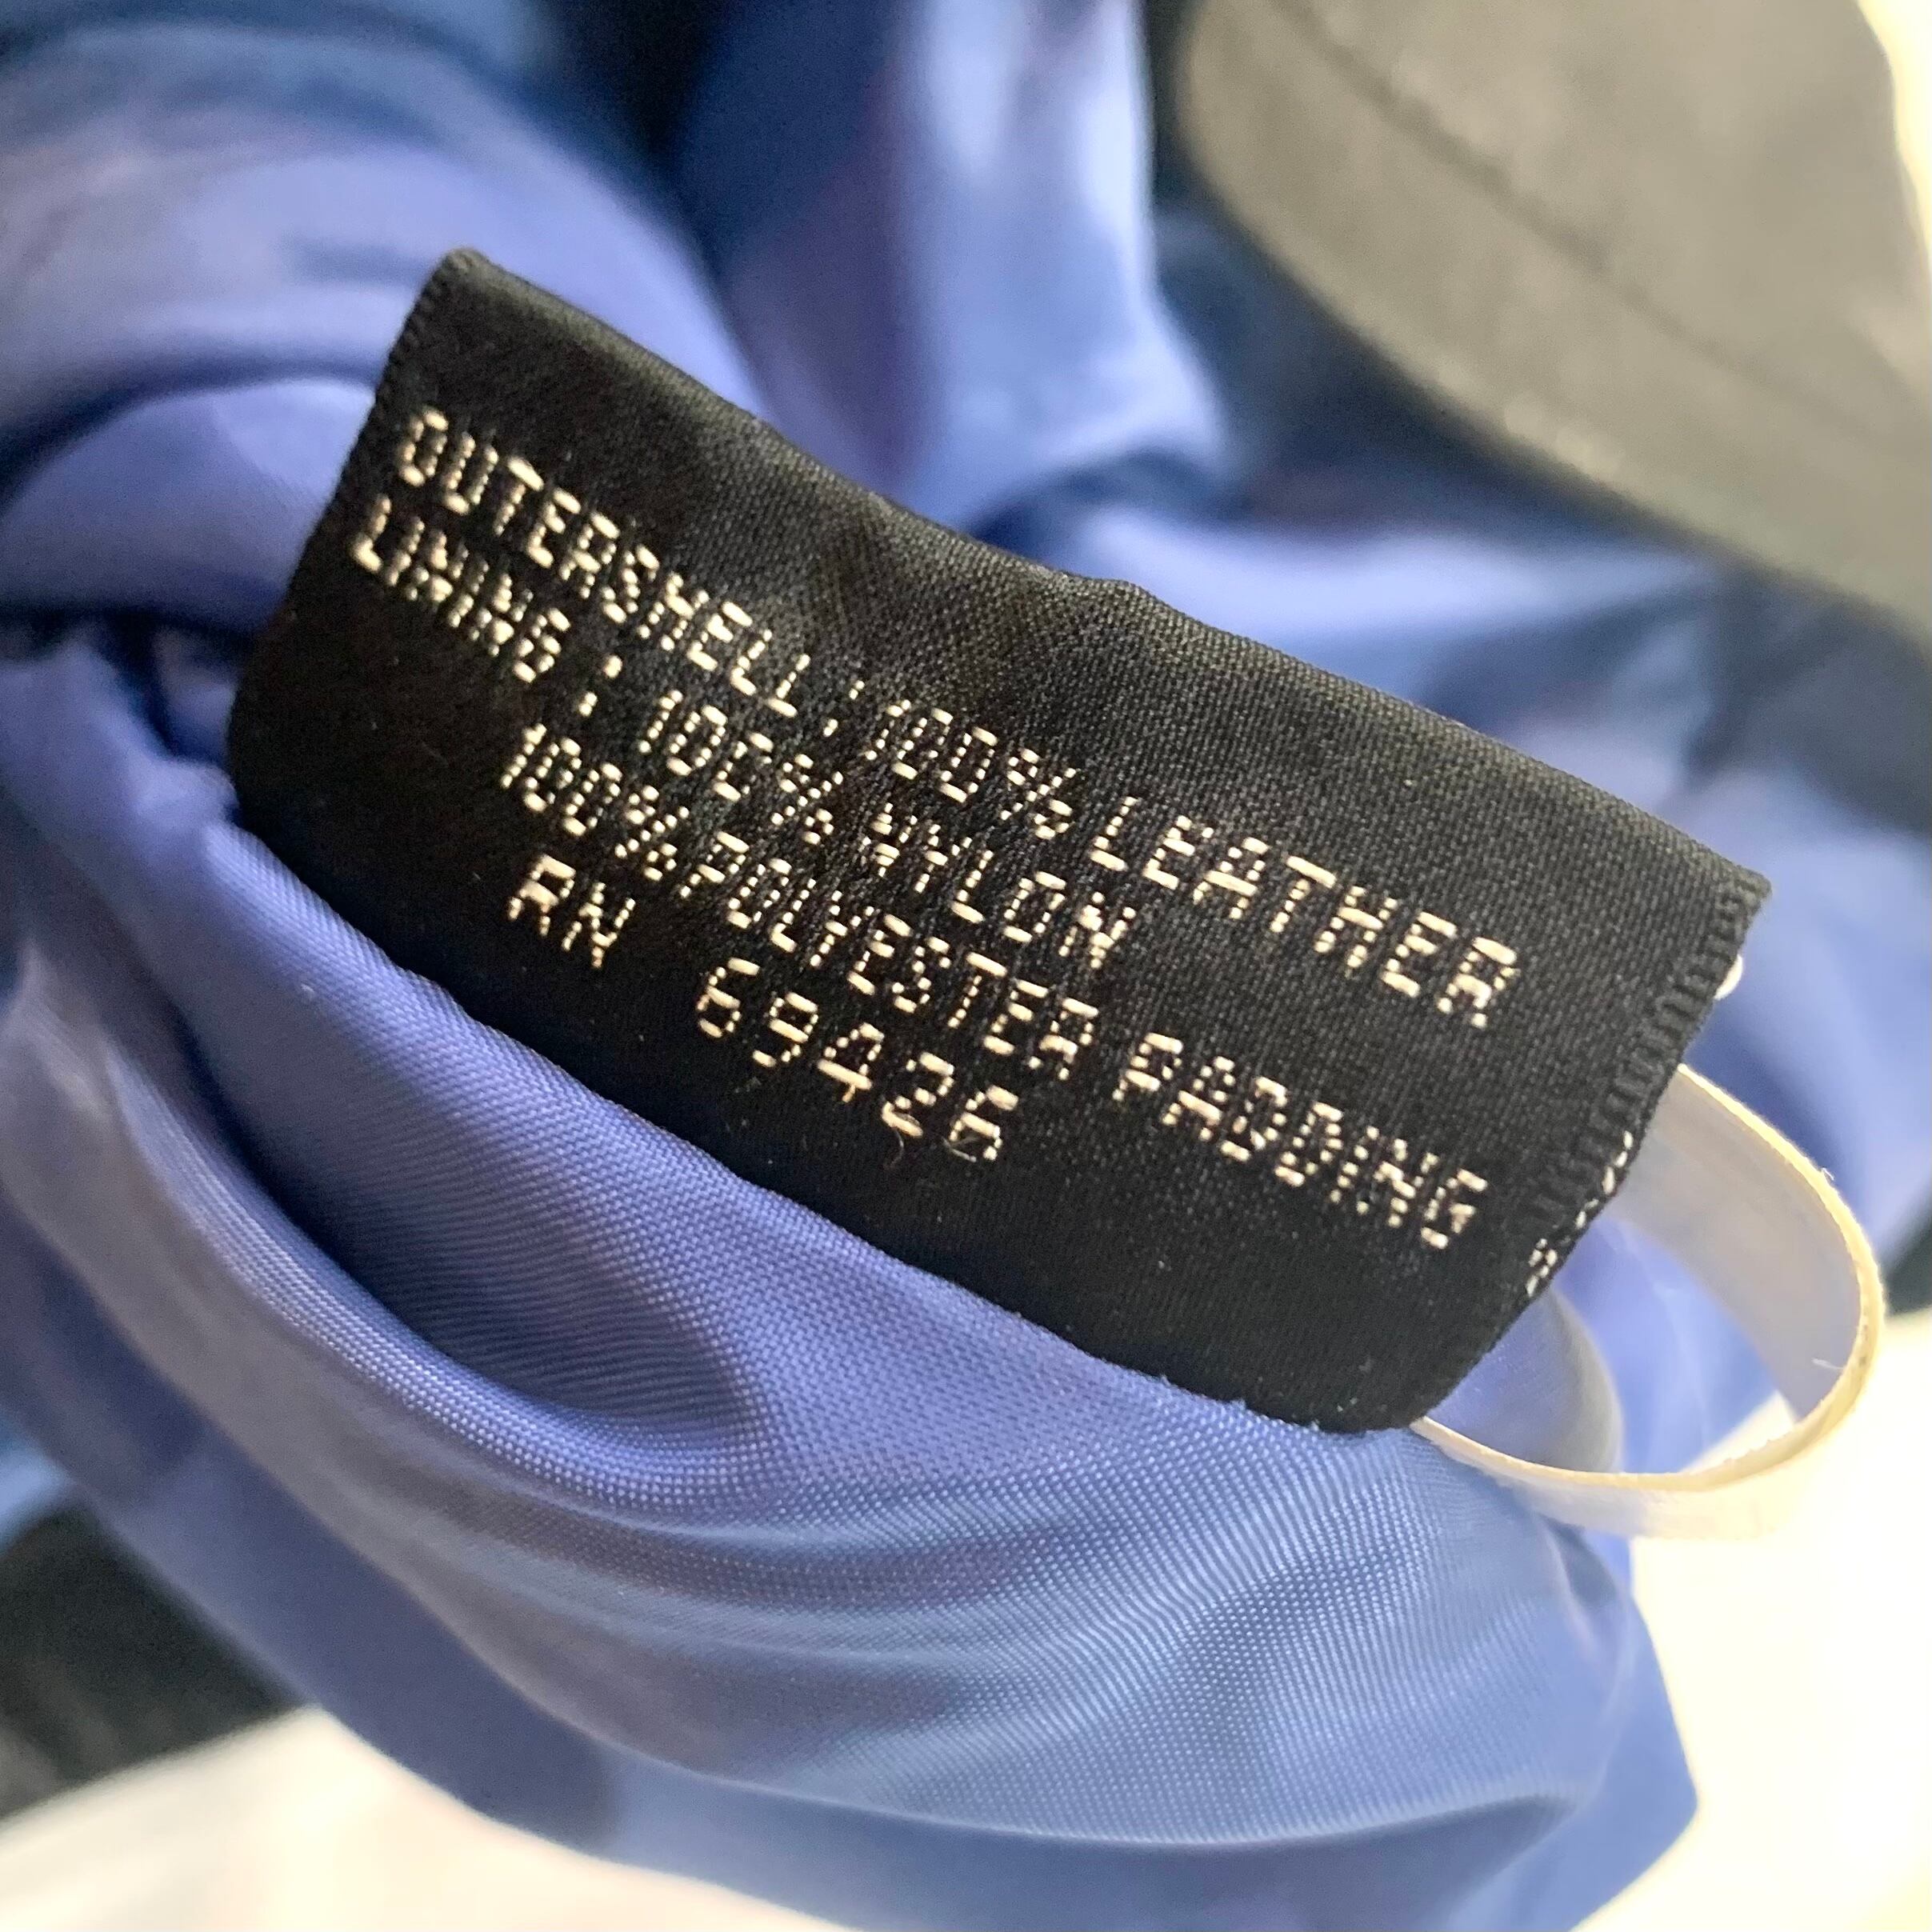 OUTERSHELL : 100% LEATHER
LINING : 100% NYLON
100% POLYESTER PADDING
RN 69426